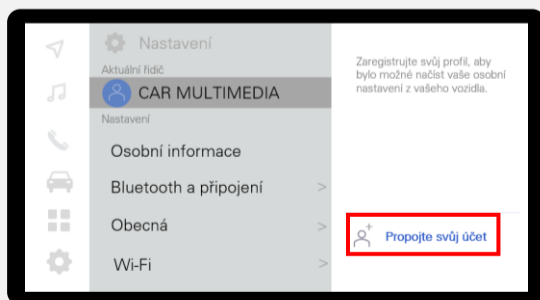 Nastavení
Aktuální řidič
CAR MULTIMEDIA
Nastavení
Osobní informace
Bluetooth a připojení >
Obecná >
Wi-Fi >
Zaregistrujte svůj profil, aby
bylo možné načíst vaše osobní
nastavení z vašeho vozidla.
Propojte svůj účet